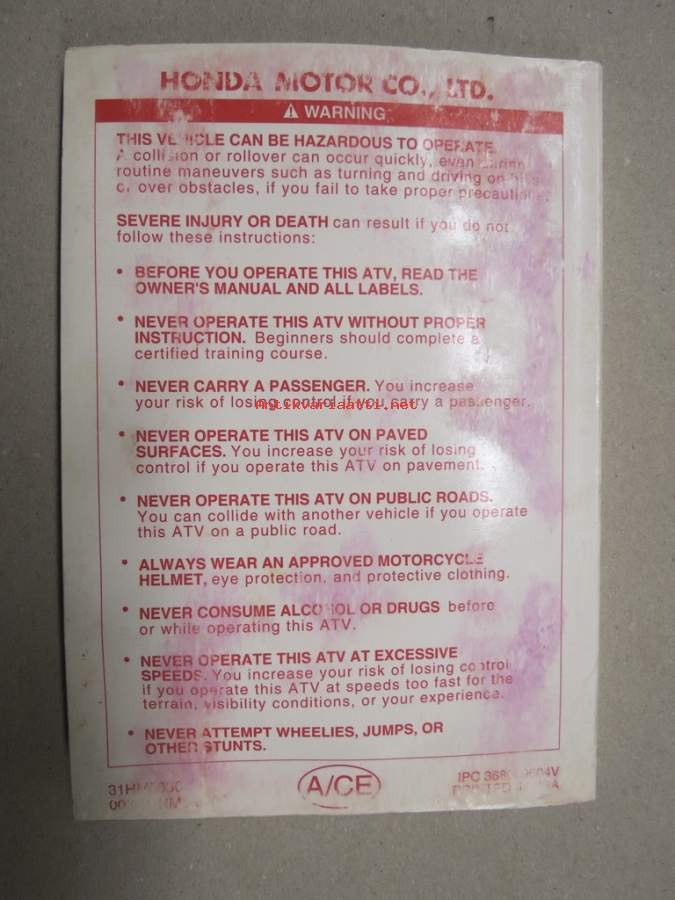 HONDA MOTOR CO., LTD.
WARNING
THIS VEHICLE CAN BE HAZARDOUS TO OPERATE.
A collision or rollover can occur quickly, even during
routine maneuvers such as turning and driving on hills
or over obstacles, if you fail to take proper precautions.
SEVERE INJURY OR DEATH can result if you do not
follow these instructions:
• BEFORE YOU OPERATE THIS ATV, READ THE
OWNER'S MANUAL AND ALL LABELS.
• NEVER OPERATE THIS ATV WITHOUT PROPER
INSTRUCTION. Beginners should complete a
certified training course.
• NEVER CARRY A PASSENGER. You increase
your risk of losing control if you carry a passenger.
Antikvariaatti.net
• NEVER OPERATE THIS ATV ON PAVED
SURFACES. You increase your risk of losing
control if you operate this ATV on pavement.
• NEVER OPERATE THIS ATV ON PUBLIC ROADS.
You can collide with another vehicle if you operate
this ATV on a public road.
• ALWAYS WEAR AN APPROVED MOTORCYCLE
HELMET, eye protection, and protective clothing.
• NEVER CONSUME ALCOHOL OR DRUGS before
or while operating this ATV.
• NEVER OPERATE THIS ATV AT EXCESSIVE
SPEEDS. You increase your risk of losing control
if you operate this ATV at speeds too fast for the
terrain, visibility conditions, or your experience.
• NEVER ATTEMPT WHEELIES, JUMPS, OR
OTHER STUNTS.
A/CE
IPC